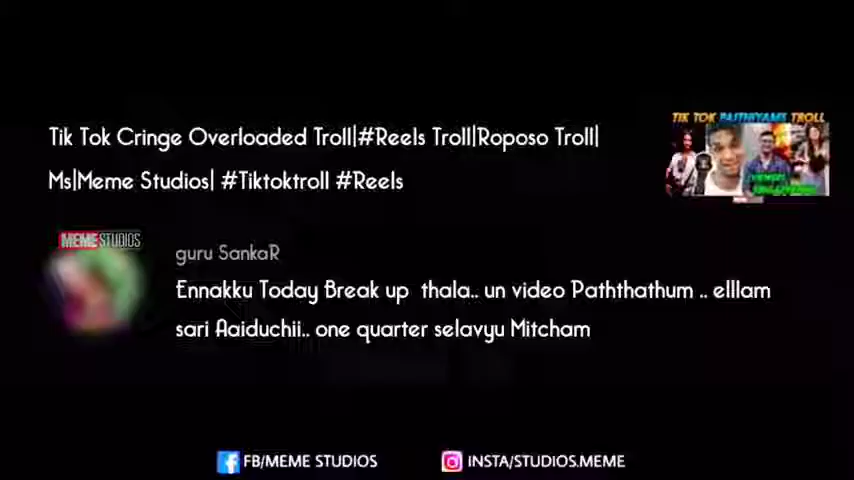 Tik Tok Cringe Overloaded Troll|#Reels Troll|Roposo Troll|
Ms|Meme Studios| #Tiktoktroll #Reels
TIK TOK PAITHIYAMS TROLL
MEME STUDIOS
guru SankaR
Ennakku Today Break up thala.. un video Paththathum .. elllam
sari Aaiduchii.. one quarter selavyu Mitcham
FB/MEME STUDIOS
INSTA/STUDIOS.MEME